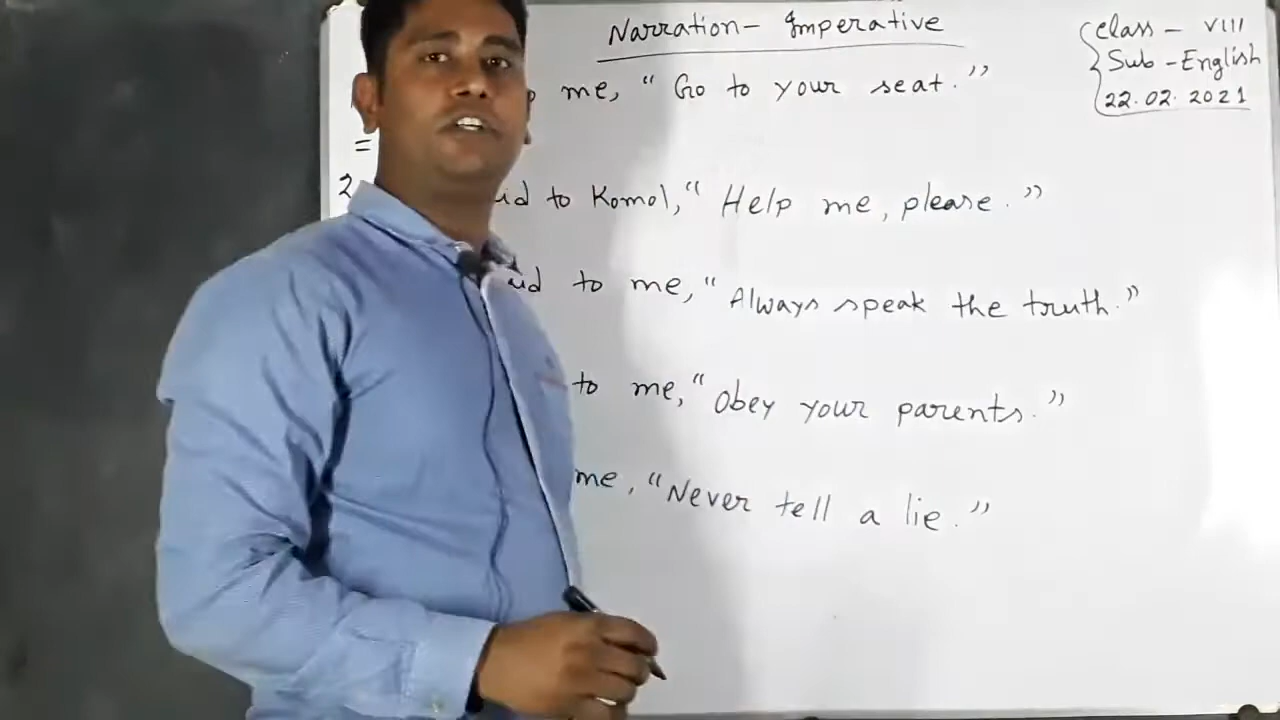 Narration - Imperative
Class - VIII
Sub - English
22.02.2021
me, " Go to your seat."
=
2
to Komol, " Help me, please."
to me, " Always speak the truth."
to me, " Obey your parents."
me, " Never tell a lie."